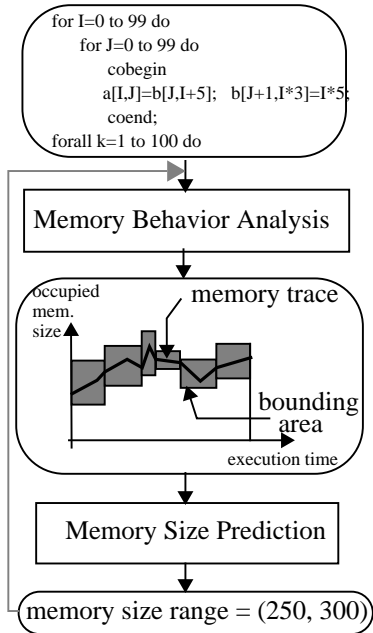 for I=0 to 99 do
for J=0 to 99 do
cobegin
a[I,J]=b[J,I+5]; b[J+1,I*3]=I*5;
coend;
forall k=1 to 100 do
Memory Behavior Analysis
occupied
mem.
size
memory trace
bounding
area
execution time
Memory Size Prediction
memory size range = (250, 300)